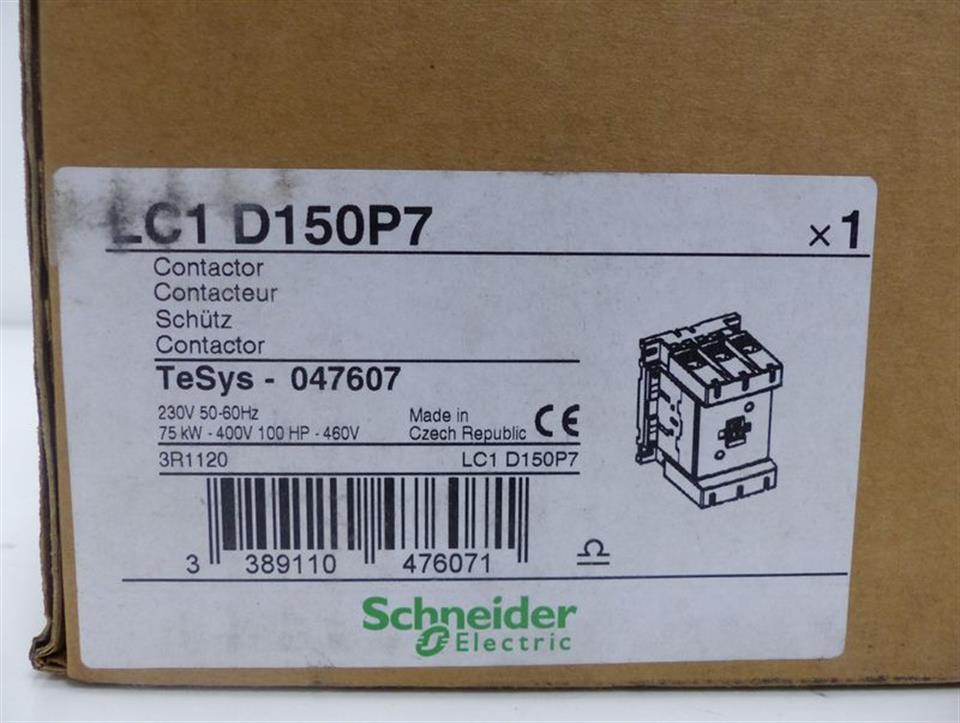 LC1 D150P7 × 1
Contactor
Contacteur
Schütz
Contactor
TeSys - 047607
230V 50-60Hz
75 kW - 400V 100 HP - 460V
Made in
Czech Republic CE
3R1120 LC1 D150P7
3 389110 476071
Schneider
Electric